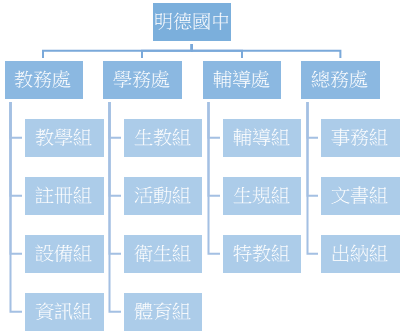 明德國中
教務處
學務處
輔導處
總務處
教學組
生教組
輔導組
事務組
註冊組
活動組
生規組
文書組
設備組
衛生組
特教組
出納組
資訊組
體育組